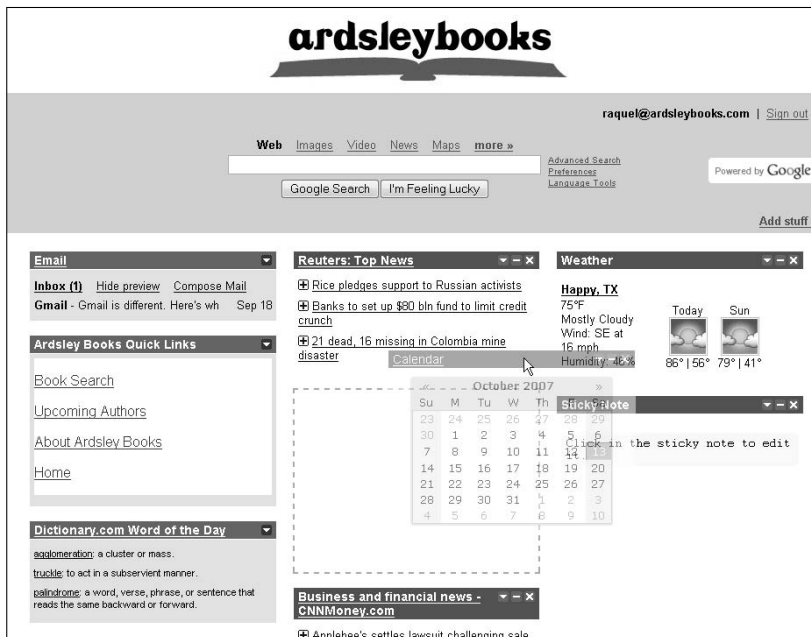 ardsleybooks
raquel@ardsleybooks.com | Sign out
Web Images Video News Maps more »
Advanced Search
Preferences
Language Tools
Google Search I'm Feeling Lucky
Powered by Google
Add stuff
Email
Inbox (1) Hide preview Compose Mail
Gmail - Gmail is different. Here's wh Sep 18
Ardsley Books Quick Links
Book Search
Upcoming Authors
About Ardsley Books
Home
Dictionary.com Word of the Day
agglomeration: a cluster or mass.
truckle: to act in a subservient manner.
palindrome: a word, verse, phrase, or sentence that
reads the same backward or forward.
Reuters: Top News
Rice pledges support to Russian activists
Banks to set up $80 bln fund to limit credit
crunch
21 dead, 16 missing in Colombia mine
disaster
Calendar
« October 2007 »
Su M Tu W Th F Sa
23 24 25 26 27 28 29
30 1 2 3 4 5 6
7 8 9 10 11 12 13
14 15 16 17 18 19 20
21 22 23 24 25 26 27
28 29 30 31 1 2 3
4 5 6 7 8 9 10
Business and financial news -
CNNMoney.com
Applebee's settles lawsuit challenging sale
Weather
Happy, TX
75°F
Mostly Cloudy
Wind: SE at
16 mph
Humidity: 46%
Today Sun
86° | 56° 79° | 41°
Sticky Note
Click in the sticky note to edit
it.